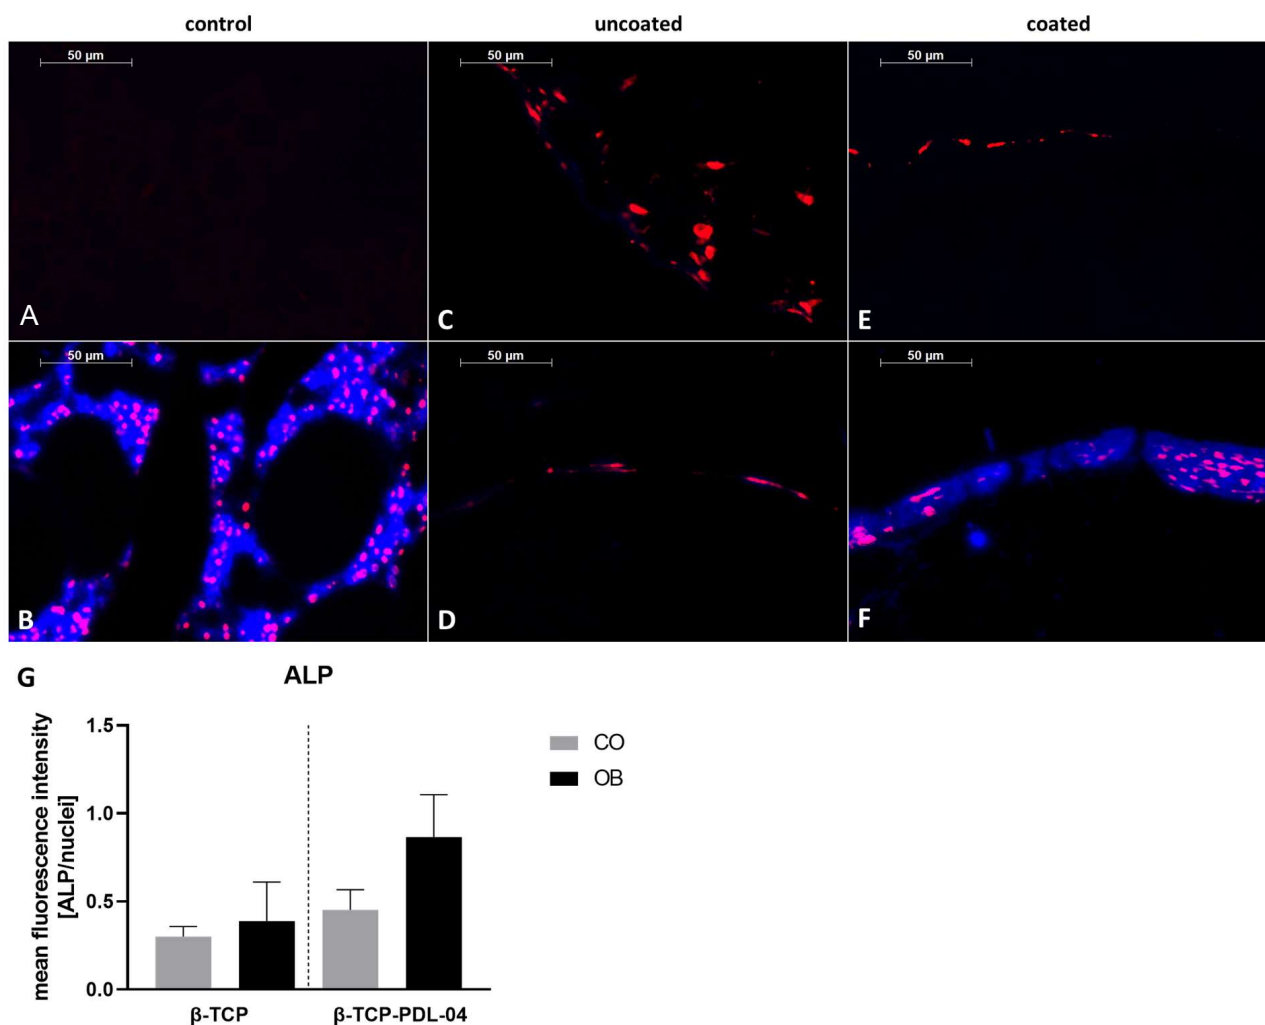 control uncoated coated
50 µm 50 µm 50 µm
A C E
50 µm 50 µm 50 µm
B D F
G ALP
mean fluorescence intensity
[ALP/nuclei]
1.5
1.0
0.5
0.0
β-TCP β-TCP-PDL-04
CO
OB